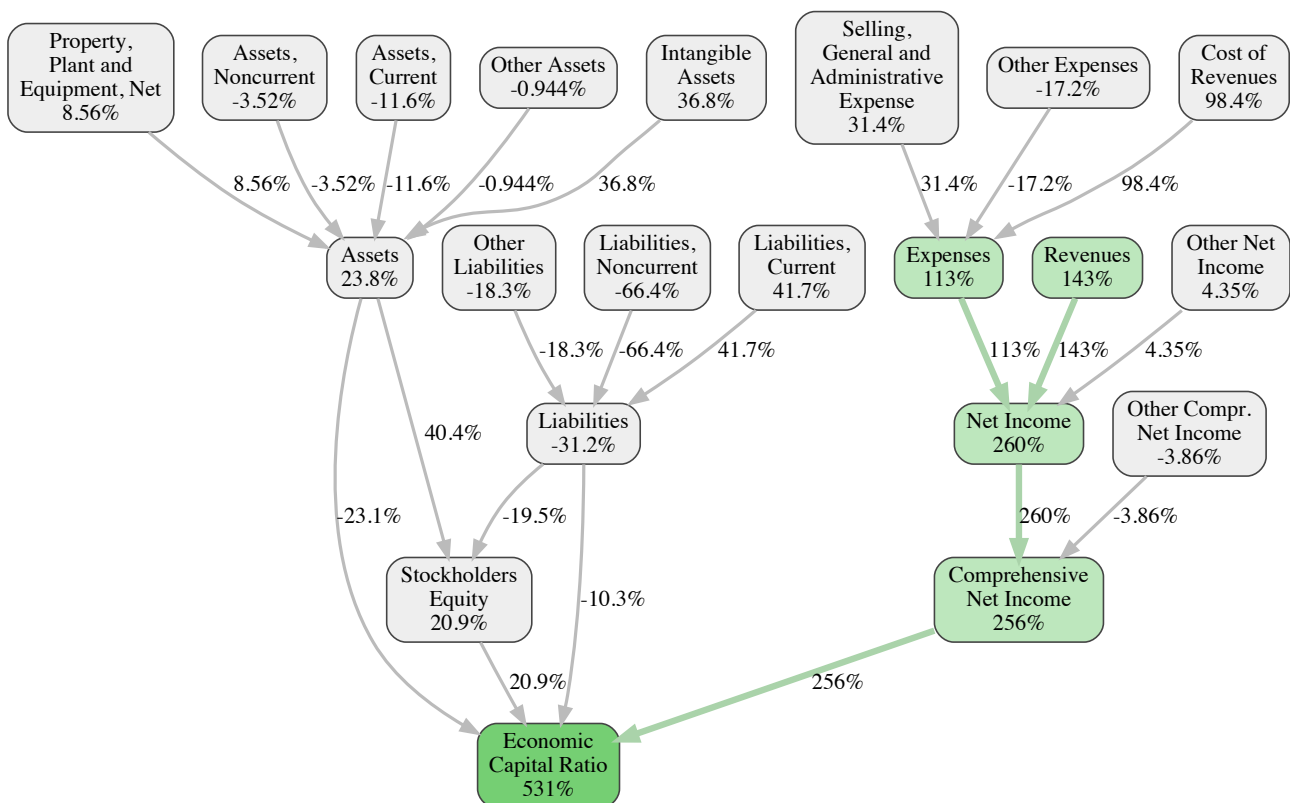 Property,
Plant and
Equipment, Net
8.56%
Assets,
Noncurrent
-3.52%
Assets,
Current
-11.6%
Other Assets
-0.944%
Intangible
Assets
36.8%
Selling,
General and
Administrative
Expense
31.4%
Other Expenses
-17.2%
Cost of
Revenues
98.4%
8.56%
-3.52%
-11.6%
-0.944%
36.8%
31.4%
-17.2%
98.4%
Assets
23.8%
Other
Liabilities
-18.3%
Liabilities,
Noncurrent
-66.4%
Liabilities,
Current
41.7%
Expenses
113%
Revenues
143%
Other Net
Income
4.35%
-18.3%
-66.4%
41.7%
113%
143%
4.35%
40.4%
Liabilities
-31.2%
Net Income
260%
Other Compr.
Net Income
-3.86%
-23.1%
-19.5%
260%
-3.86%
Stockholders
Equity
20.9%
-10.3%
Comprehensive
Net Income
256%
20.9%
256%
Economic
Capital Ratio
531%